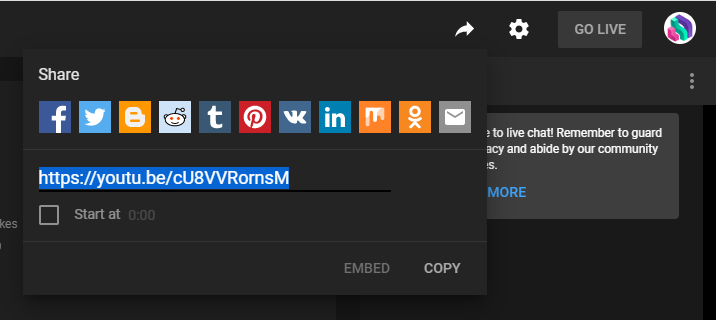 GO LIVE
Share
https://youtu.be/cU8VVRornsM
Start at 0:00
EMBED COPY
e to live chat! Remember to guard
acy and abide by our community
es.
MORE
kes